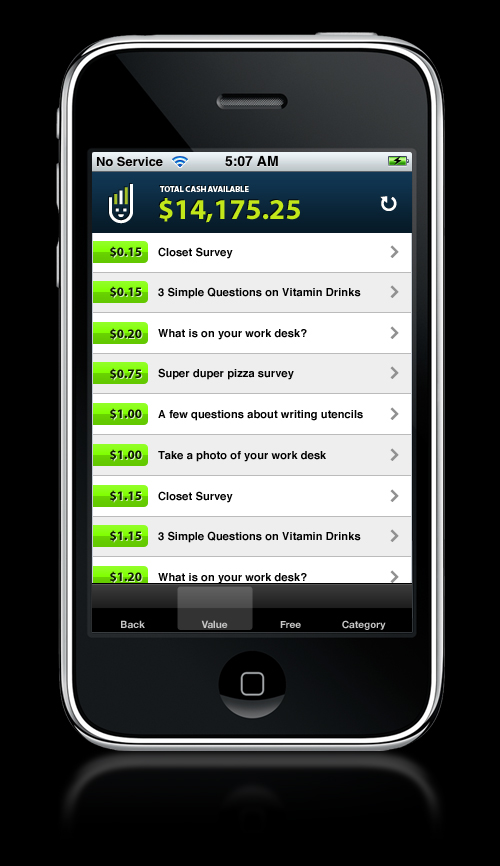 No Service 5:07 AM
TOTAL CASH AVAILABLE
$14,175.25
$0.15 Closet Survey
$0.15 3 Simple Questions on Vitamin Drinks
$0.20 What is on your work desk?
$0.75 Super duper pizza survey
$1.00 A few questions about writing utencils
$1.00 Take a photo of your work desk
$1.15 Closet Survey
$1.15 3 Simple Questions on Vitamin Drinks
$1.20 What is on your work desk?
Back Value Free Category